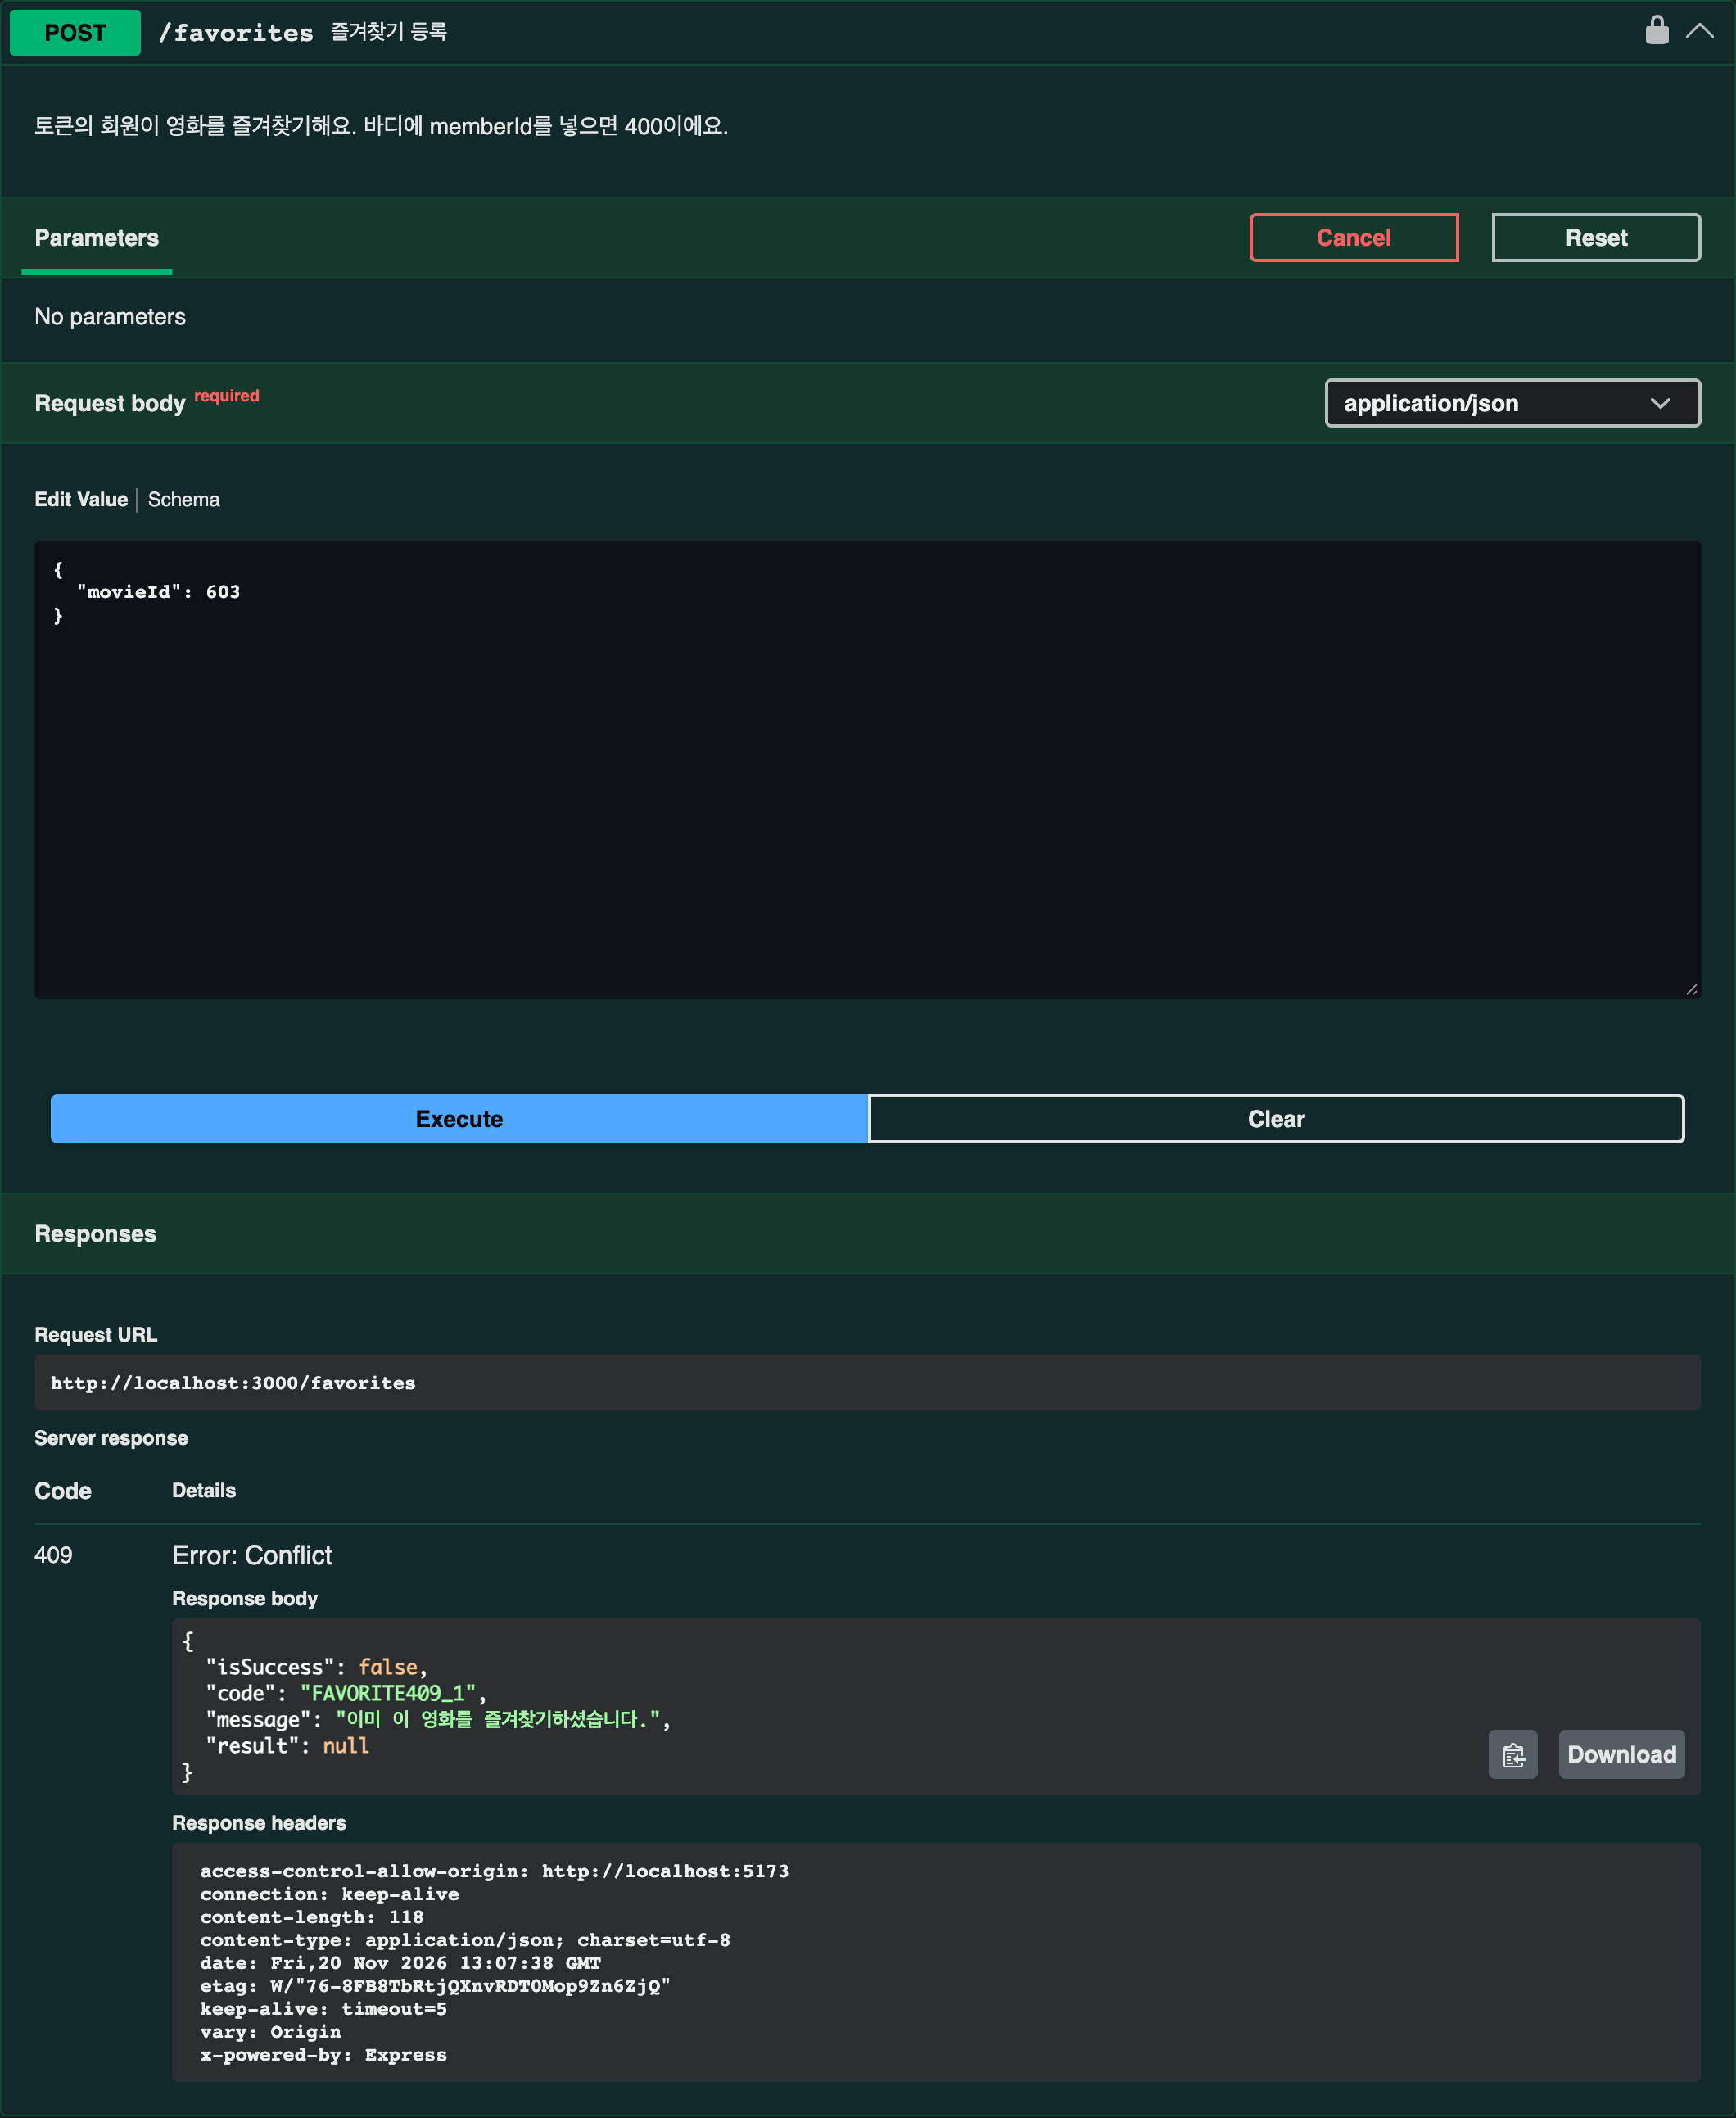 POST /favorites 즐겨찾기 등록
토큰의 회원이 영화를 즐겨찾기해요. 바디에 memberId를 넣으면 400이에요.
Parameters
Cancel
Reset
No parameters
Request body required
application/json
Edit Value | Schema
{
  "movieId": 603
}
Execute
Clear
Responses
Request URL
http://localhost:3000/favorites
Server response
Code Details
409 Error: Conflict
Response body
{
  "isSuccess": false,
  "code": "FAVORITE409_1",
  "message": "이미 이 영화를 즐겨찾기하셨습니다.",
  "result": null
}
Download
Response headers
access-control-allow-origin: http://localhost:5173
connection: keep-alive
content-length: 118
content-type: application/json; charset=utf-8
date: Fri,20 Nov 2026 13:07:38 GMT
etag: W/"76-8FB8TbRtjQXnvRDT0Mop9Zn6ZjQ"
keep-alive: timeout=5
vary: Origin
x-powered-by: Express